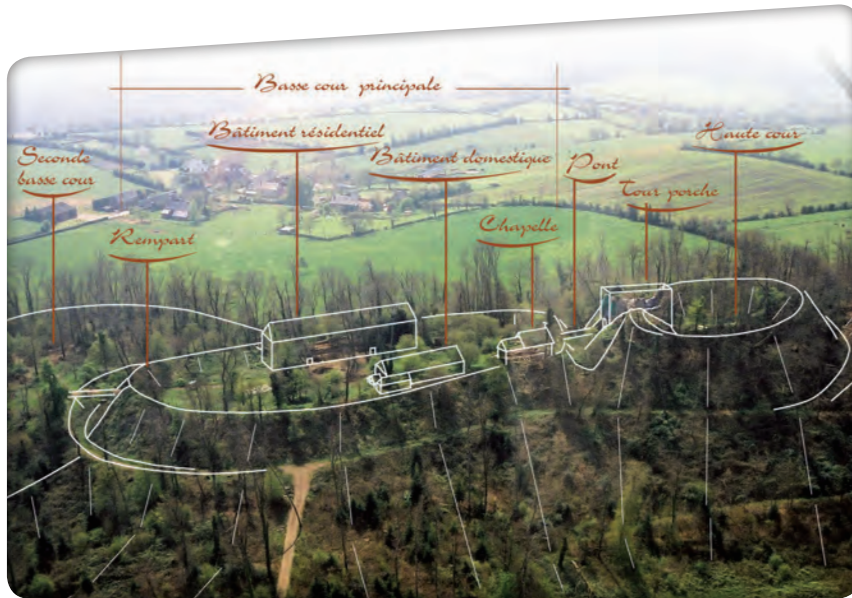 Basse cour principale
Bâtiment résidentiel
Haute cour
Seconde
basse cour
Bâtiment domestique
Pont
Tour porche
Chapelle
Rempart